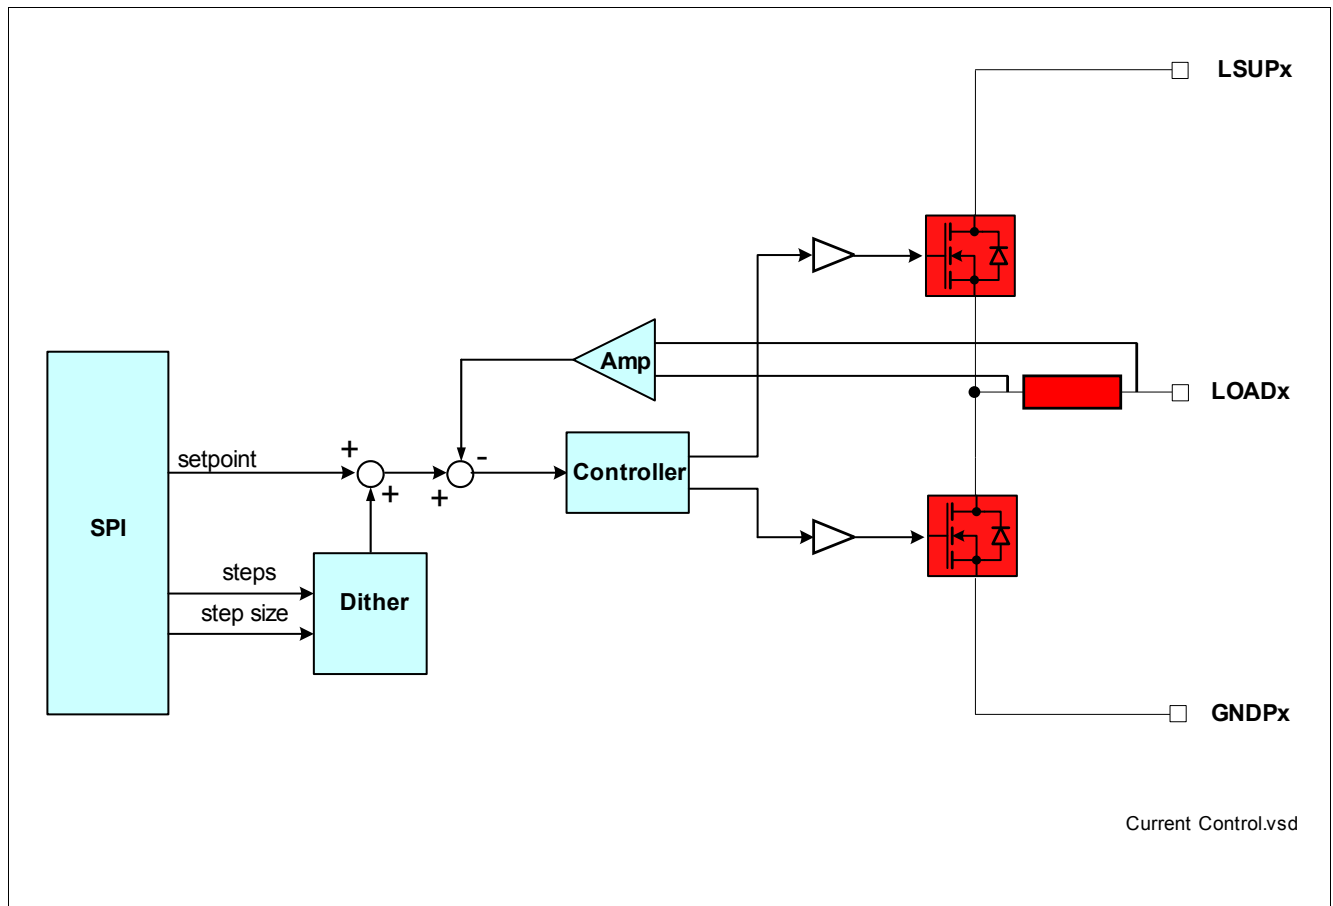 LSUPx
Amp
LOADx
+
-
setpoint
+
+
Controller
SPI
steps
step size
Dither
GNDPx
Current Control.vsd